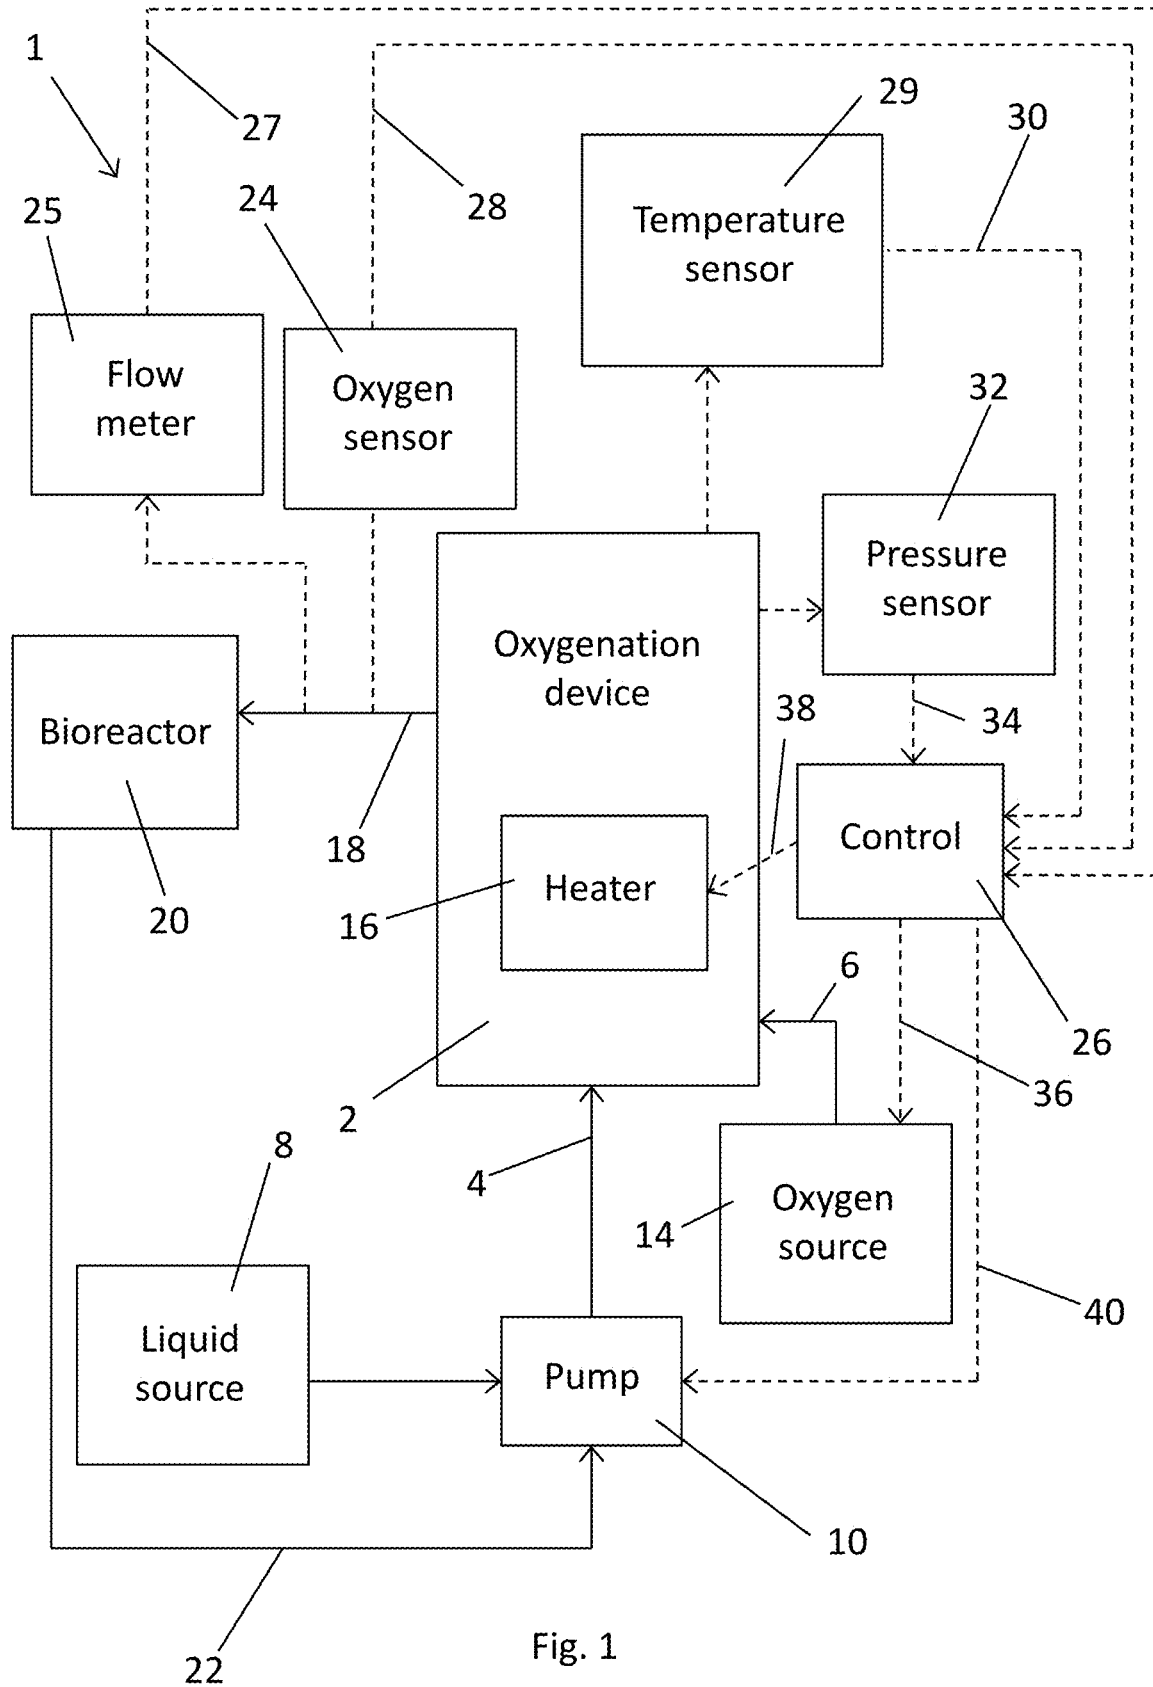 1
27
29
30
25
24
28
Temperature
sensor
Flow
meter
Oxygen
sensor
32
Pressure
sensor
Oxygenation
device
Bioreactor
38
34
18
Control
Heater
16
20
6
26
36
2
8
4
14
Oxygen
source
40
Liquid
source
Pump
10
22
Fig. 1